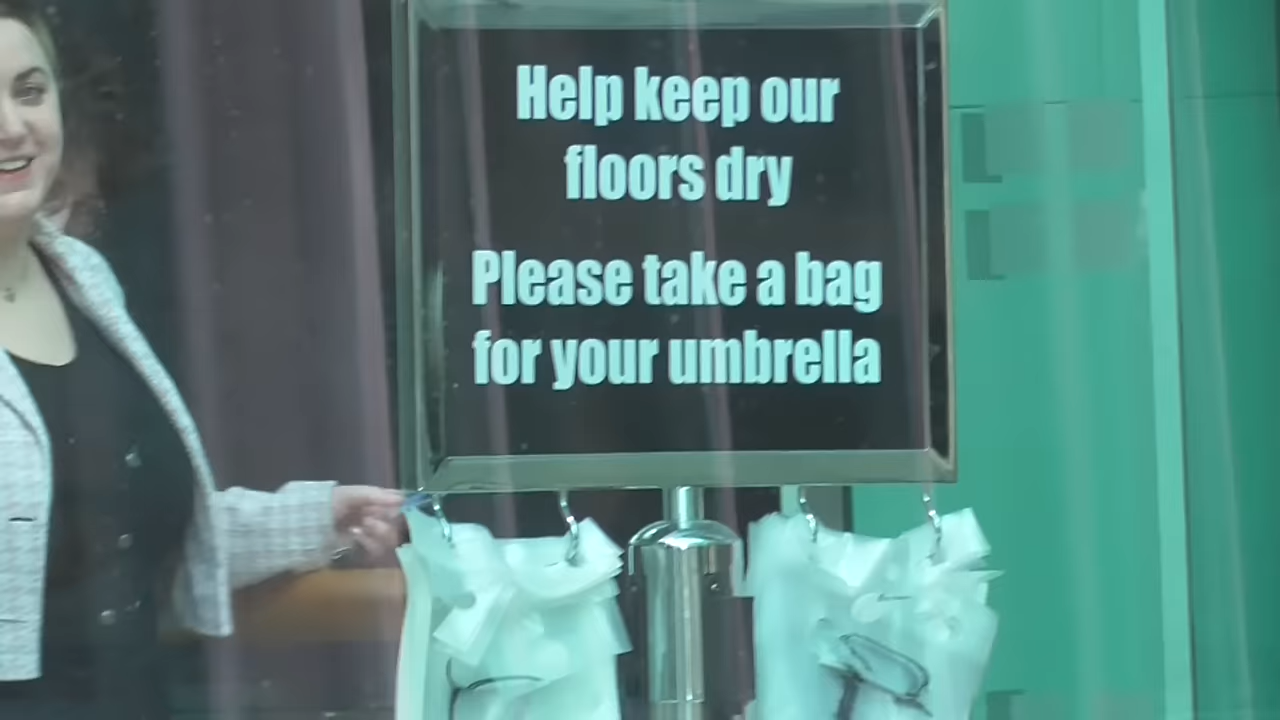 Help keep our
floors dry
Please take a bag
for your umbrella